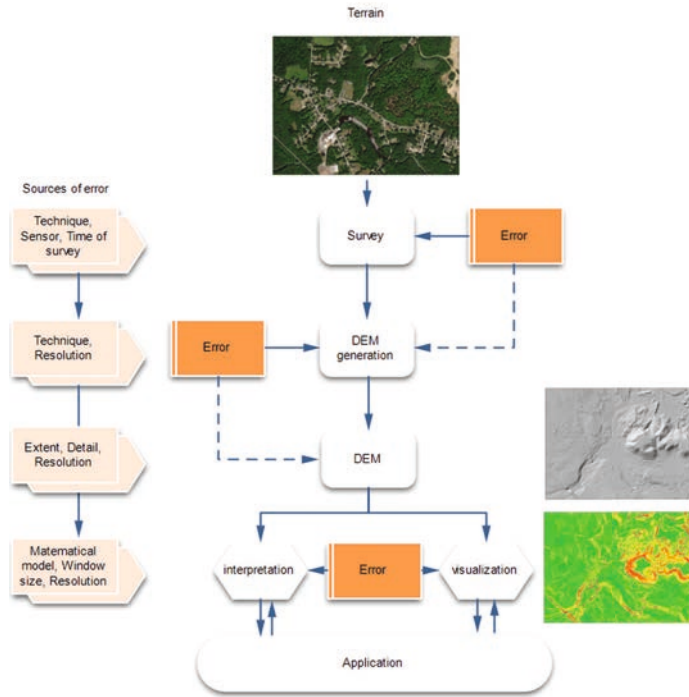 Terrain
Sources of error
Technique,
Sensor, Time of
survey
Survey
Error
Technique,
Resolution
Error
DEM
generation
Extent, Detail,
Resolution
DEM
Matematical
model, Window
size, Resolution
interpretation
Error
visualization
Application